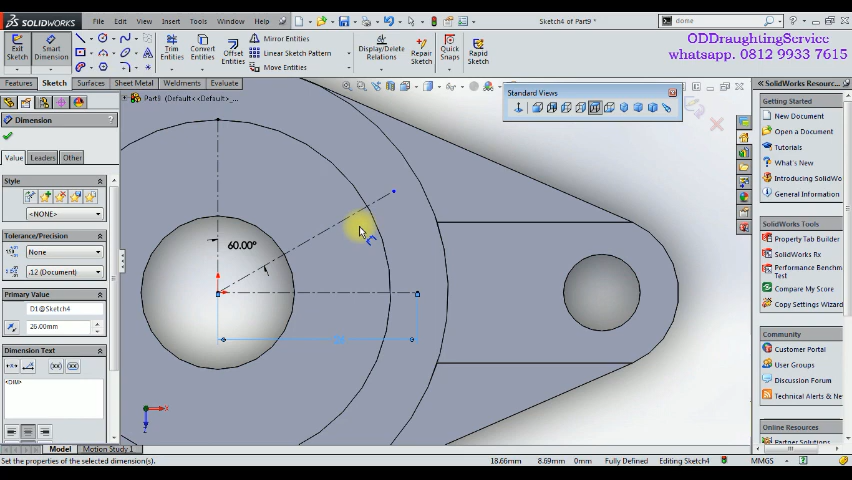 SOLIDWORKS
File Edit View Insert Tools Window Help
Sketch4 of Part9 *
dome
ODDraughtingService
whatsapp. 0812 9933 7615
Exit Sketch
Smart Dimension
Trim Entities
Convert Entities
Offset Entities
Mirror Entities
Linear Sketch Pattern
Move Entities
Display/Delete Relations
Repair Sketch
Quick Snaps
Rapid Sketch
Features Sketch Surfaces Sheet Metal Weldments Evaluate
Part9 (Default<<Default>_...
Standard Views
SolidWorks Resourc...
Dimension
Value Leaders Other
Style
<NONE>
Tolerance/Precision
None
.12 (Document)
Primary Value
D1@Sketch4
26.00mm
Dimension Text
<DIM>
60.00°
Getting Started
New Document
Open a Document
Tutorials
What's New
Introducing SolidWo
General Information
Property Tab Builder
SolidWorks Rx
Performance Benchmark Test
Compare My Score
Copy Settings Wizard
Community
Customer Portal
User Groups
Discussion Forum
Technical Alerts & Ne
Online Resources
Partner Solutions
Model Motion Study 1
Set the properties of the selected dimension(s).
18.66mm 8.69mm 0mm Fully Defined Editing Sketch4 MMGS